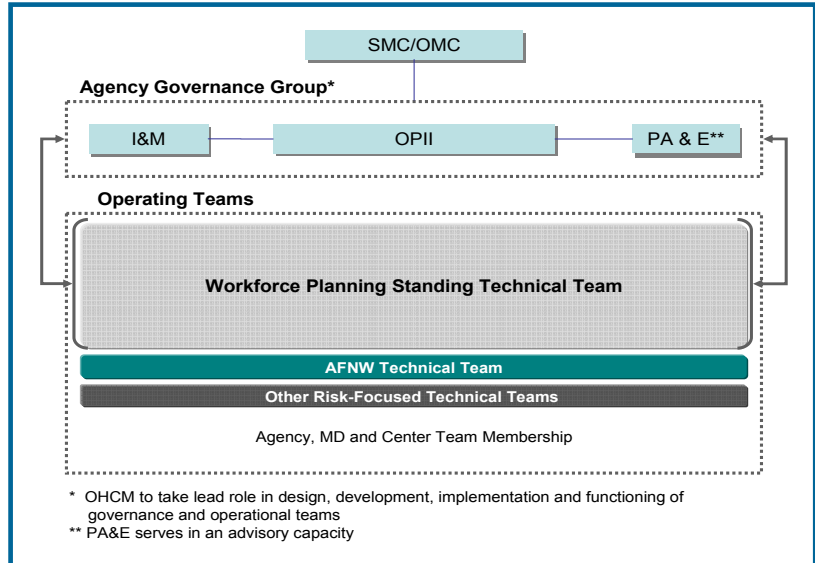 SMC/OMC
Agency Governance Group*
I&M
OPII
PA & E**
Operating Teams
Workforce Planning Standing Technical Team
AFNW Technical Team
Other Risk-Focused Technical Teams
Agency, MD and Center Team Membership
* OHCM to take lead role in design, development, implementation and functioning of
governance and operational teams
** PA&E serves in an advisory capacity